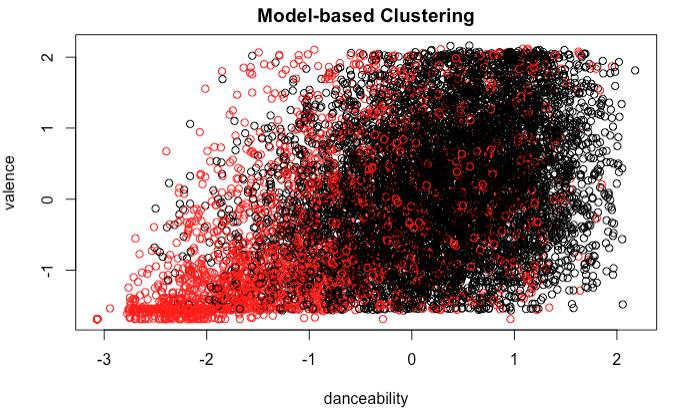 Model-based Clustering
valence
2
1
0
-1
-3 -2 -1 0 1 2
danceability